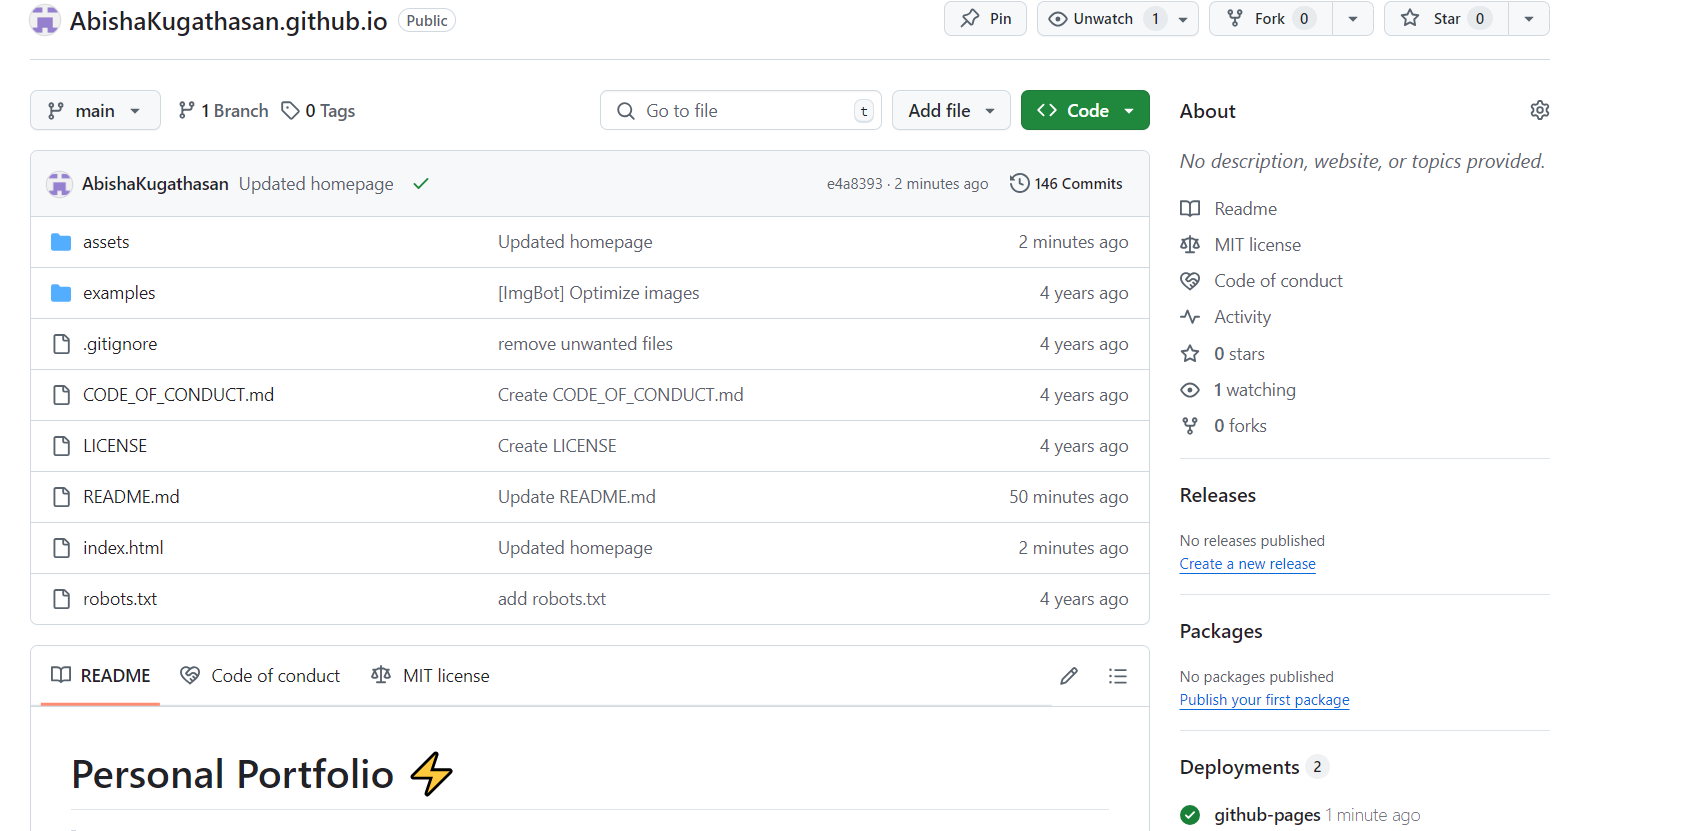 AbishaKugathasan.github.io Public Pin Unwatch 1 Fork 0 Star 0
main 1 Branch 0 Tags Go to file t Add file Code
AbishaKugathasan Updated homepage e4a8393 · 2 minutes ago 146 Commits
assets Updated homepage 2 minutes ago
examples [ImgBot] Optimize images 4 years ago
.gitignore remove unwanted files 4 years ago
CODE_OF_CONDUCT.md Create CODE_OF_CONDUCT.md 4 years ago
LICENSE Create LICENSE 4 years ago
README.md Update README.md 50 minutes ago
index.html Updated homepage 2 minutes ago
robots.txt add robots.txt 4 years ago
README Code of conduct MIT license
Personal Portfolio ⚡
About
No description, website, or topics provided.
Readme
MIT license
Code of conduct
Activity
0 stars
1 watching
0 forks
Releases
No releases published
Create a new release
Packages
No packages published
Publish your first package
Deployments 2
github-pages 1 minute ago